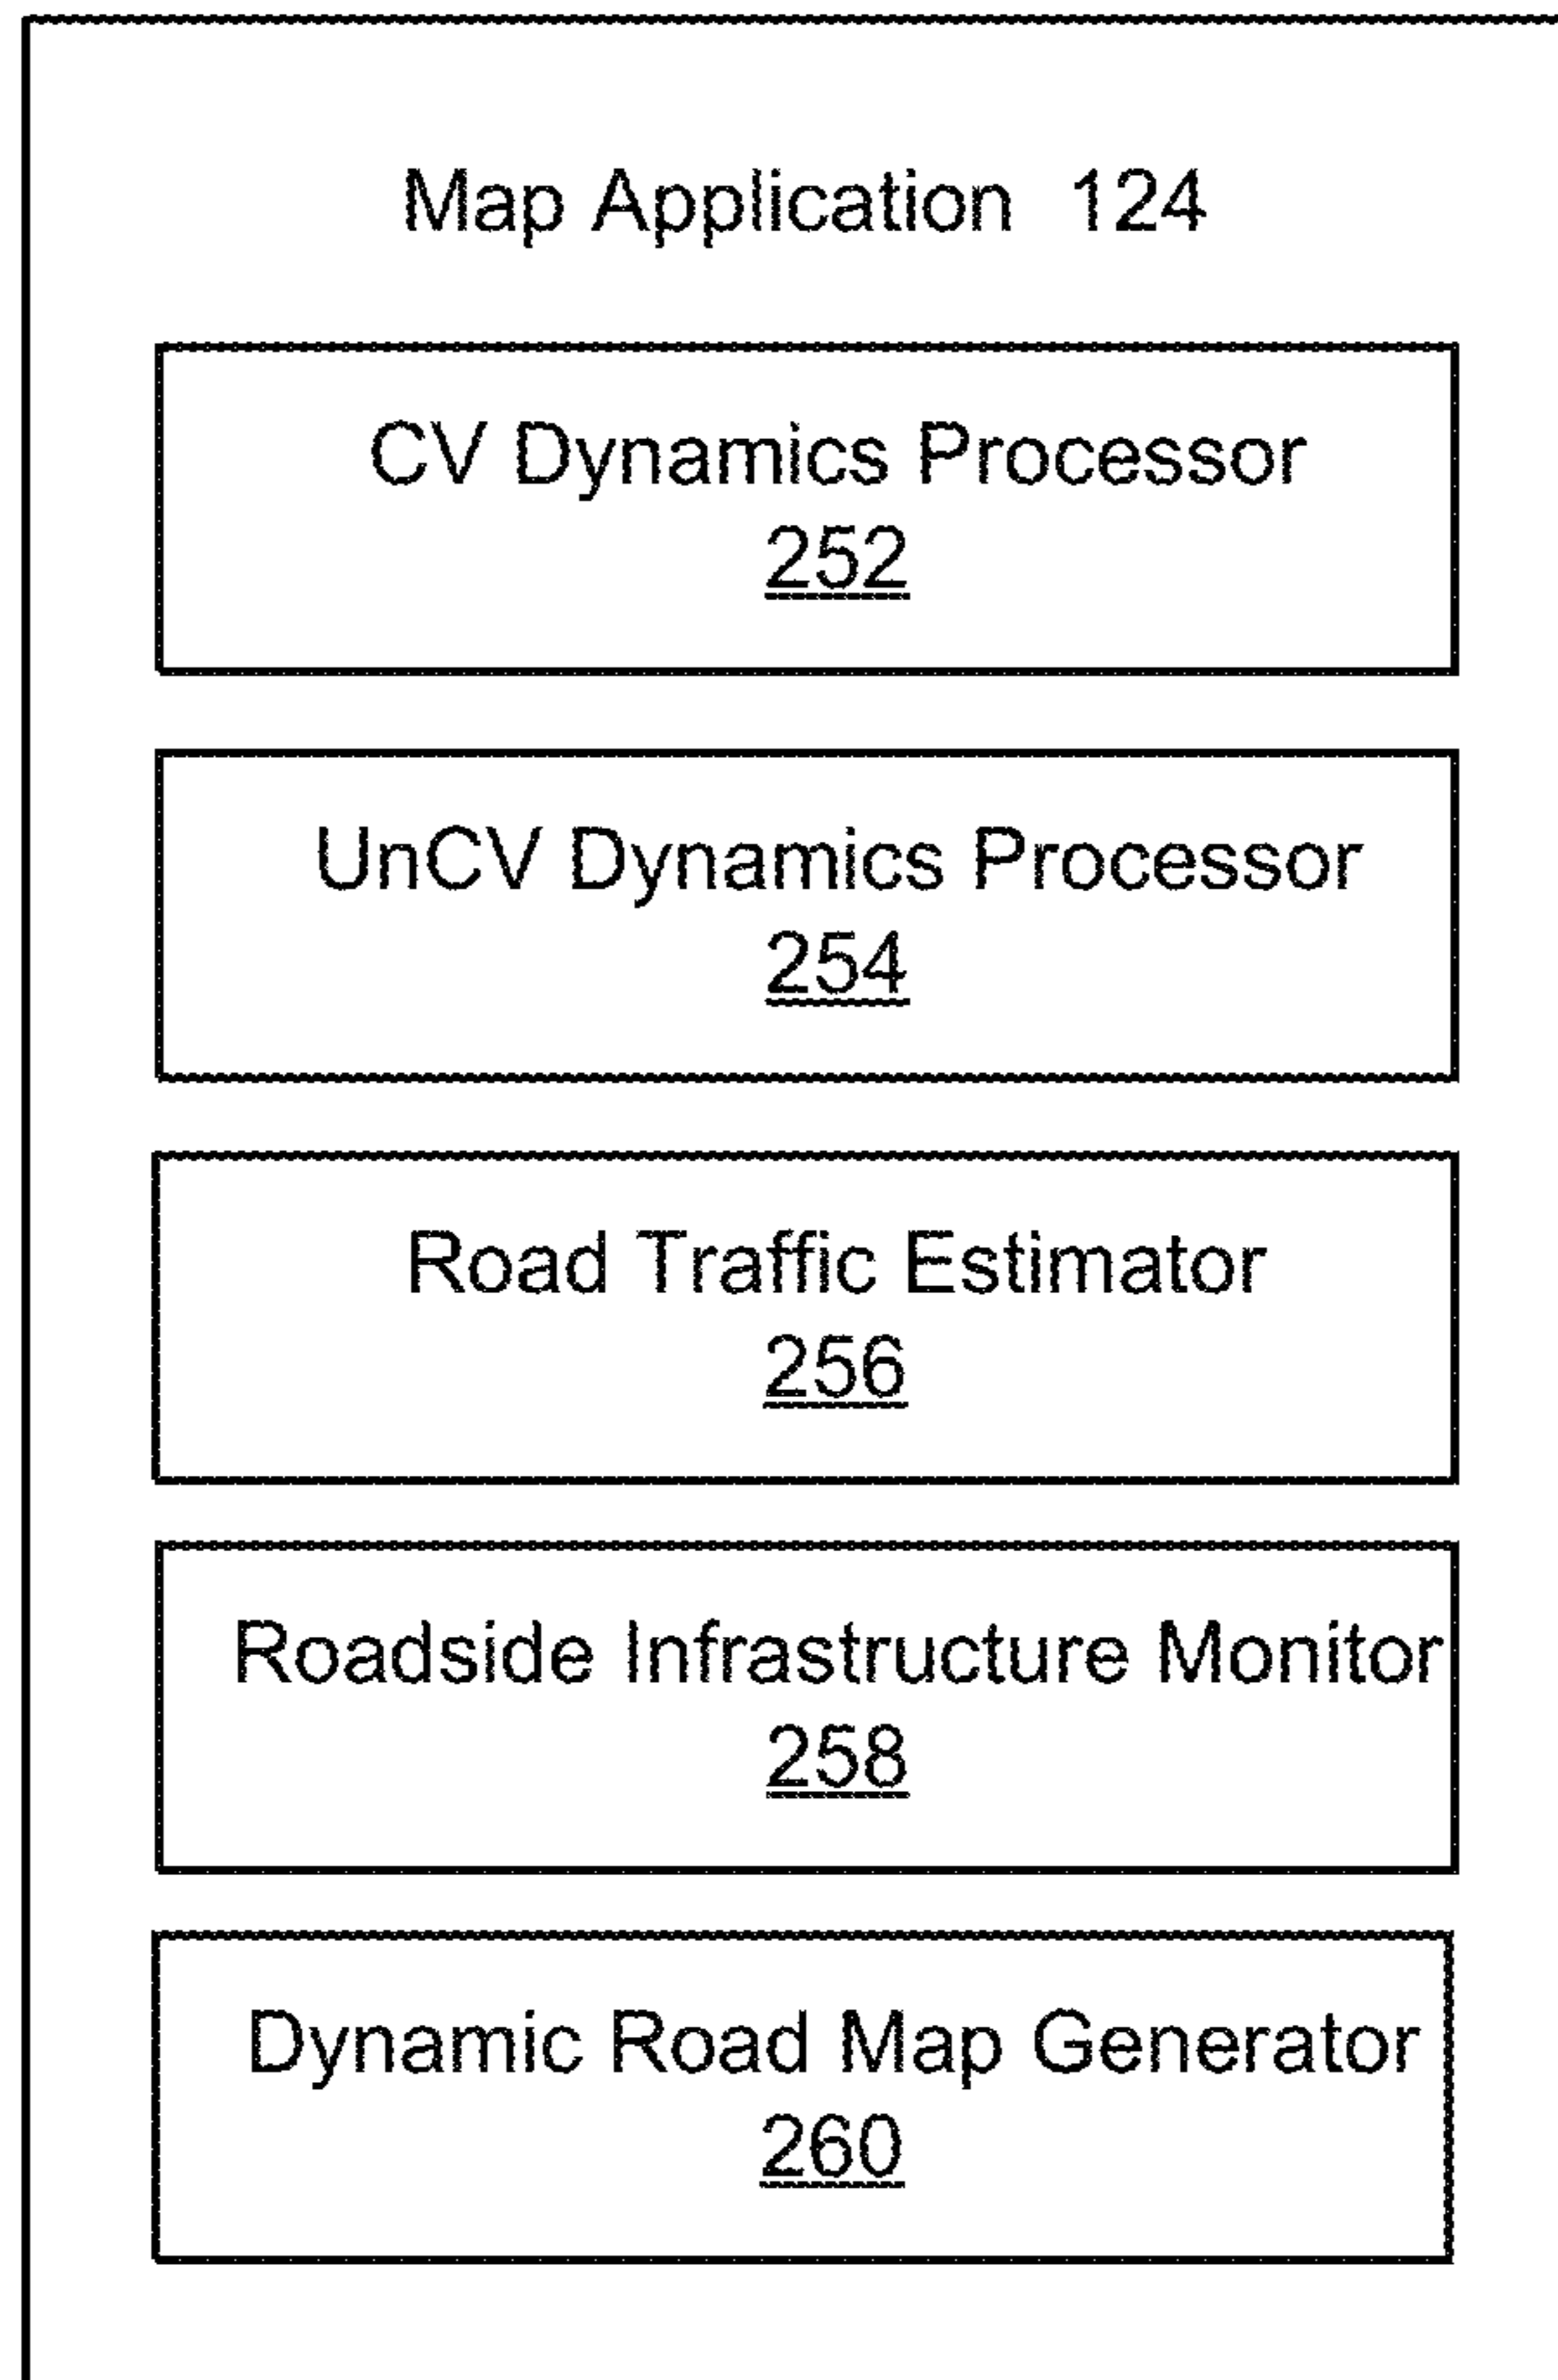 Map Application 124
CV Dynamics Processor
252
UnCV Dynamics Processor
254
Road Traffic Estimator
256
Roadside Infrastructure Monitor
258
Dynamic Road Map Generator
260